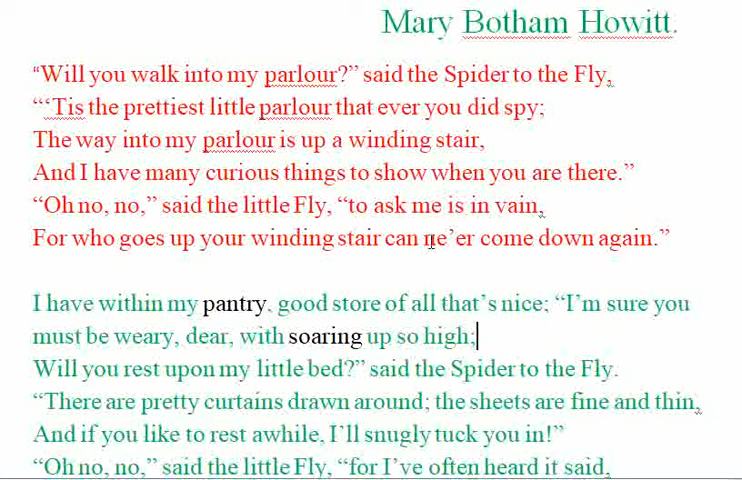 Mary Botham Howitt.
“Will you walk into my parlour?” said the Spider to the Fly,
“‘Tis the prettiest little parlour that ever you did spy;
The way into my parlour is up a winding stair,
And I have many curious things to show when you are there.”
“Oh no, no,” said the little Fly, “to ask me is in vain,
For who goes up your winding stair can ne’er come down again.”
I have within my pantry, good store of all that’s nice; “I’m sure you
must be weary, dear, with soaring up so high;
Will you rest upon my little bed?” said the Spider to the Fly.
“There are pretty curtains drawn around; the sheets are fine and thin,
And if you like to rest awhile, I’ll snugly tuck you in!”
“Oh no, no,” said the little Fly, “for I’ve often heard it said,